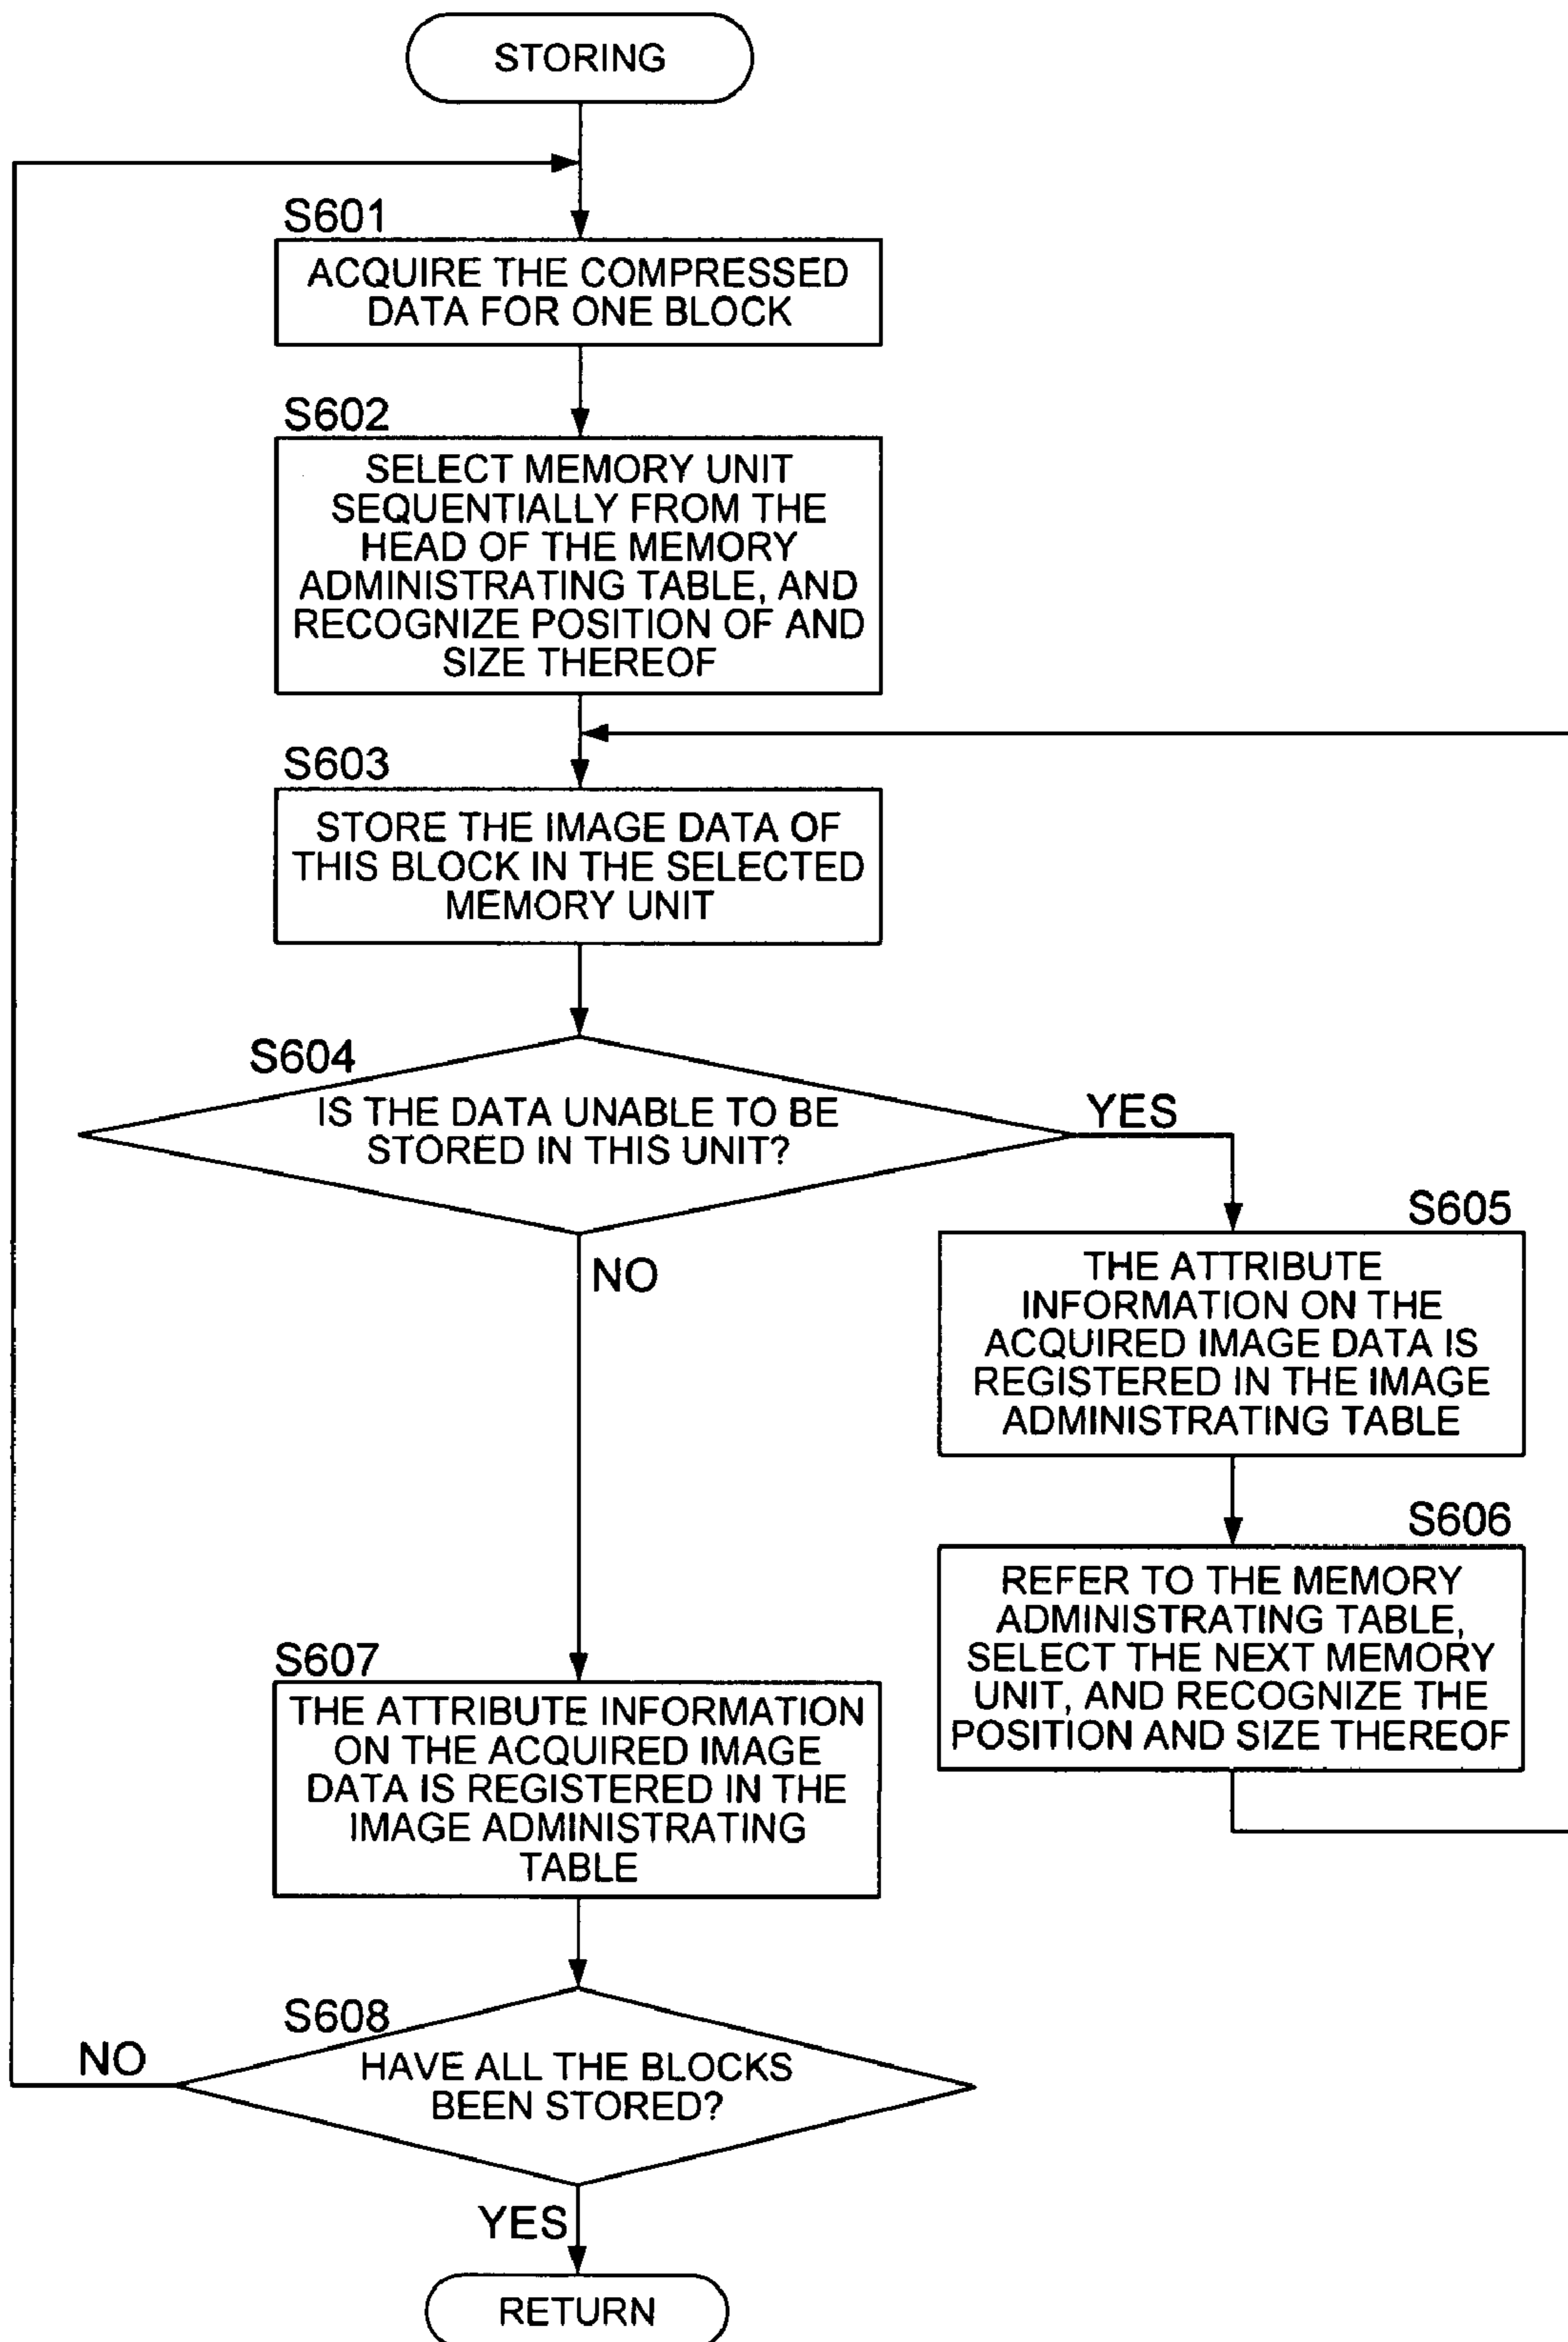 STORING
S601
ACQUIRE THE COMPRESSED
DATA FOR ONE BLOCK
S602
SELECT MEMORY UNIT
SEQUENTIALLY FROM THE
HEAD OF THE MEMORY
ADMINISTRATING TABLE, AND
RECOGNIZE POSITION OF AND
SIZE THEREOF
S603
STORE THE IMAGE DATA OF
THIS BLOCK IN THE SELECTED
MEMORY UNIT
S604
IS THE DATA UNABLE TO BE
STORED IN THIS UNIT?
YES
NO
S605
THE ATTRIBUTE
INFORMATION ON THE
ACQUIRED IMAGE DATA IS
REGISTERED IN THE IMAGE
ADMINISTRATING TABLE
S606
REFER TO THE MEMORY
ADMINISTRATING TABLE,
SELECT THE NEXT MEMORY
UNIT, AND RECOGNIZE THE
POSITION AND SIZE THEREOF
S607
THE ATTRIBUTE INFORMATION
ON THE ACQUIRED IMAGE
DATA IS REGISTERED IN THE
IMAGE ADMINISTRATING
TABLE
S608
HAVE ALL THE BLOCKS
BEEN STORED?
NO
YES
RETURN